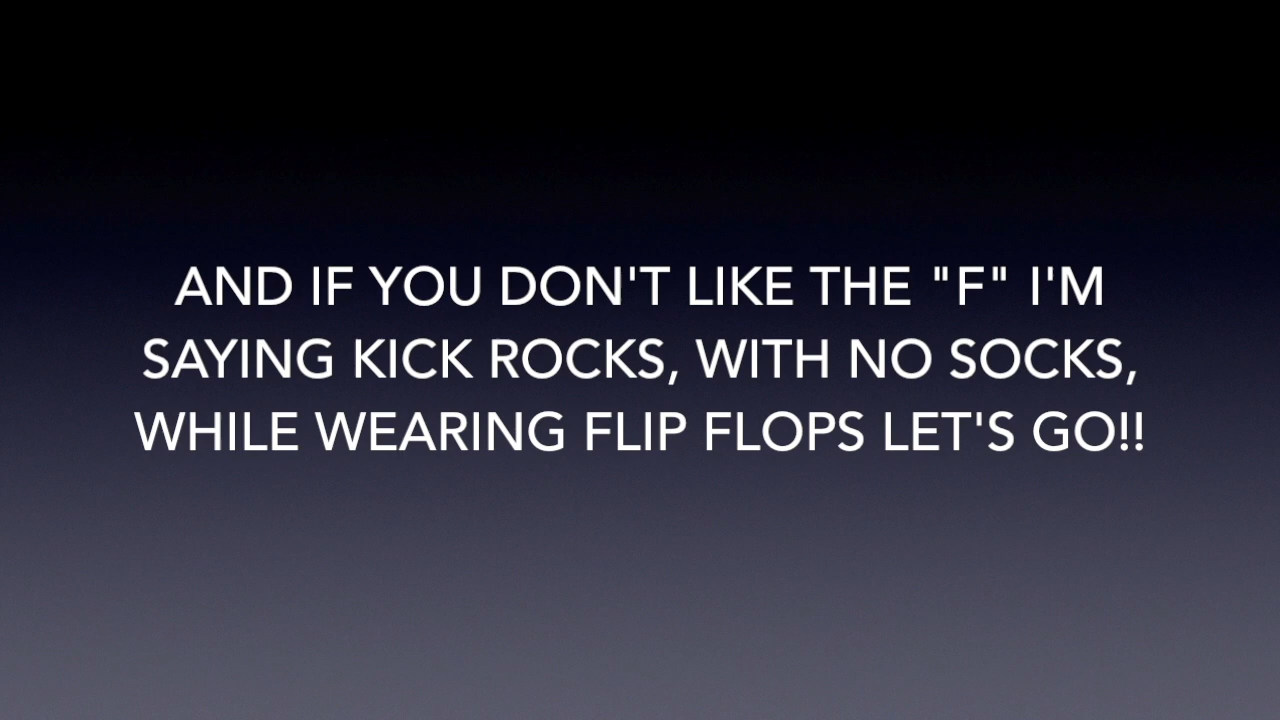 AND IF YOU DON'T LIKE THE "F" I'M
SAYING KICK ROCKS, WITH NO SOCKS,
WHILE WEARING FLIP FLOPS LET'S GO!!